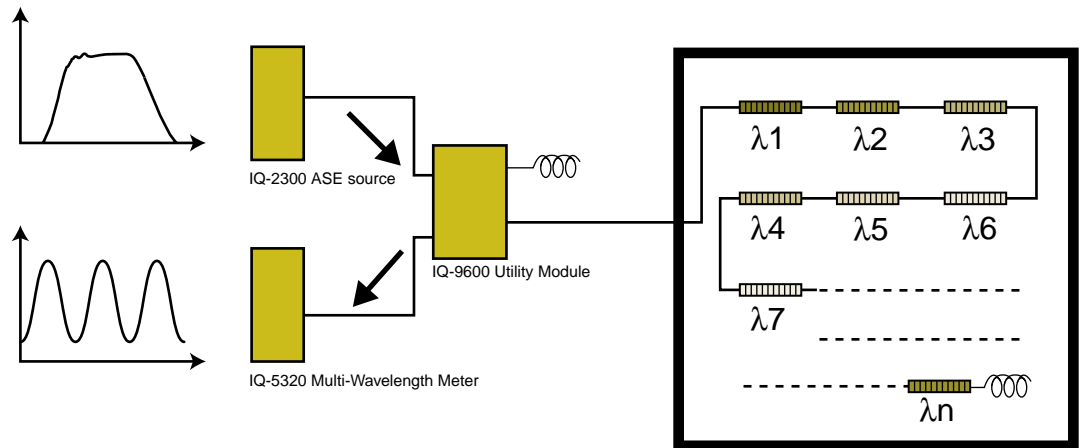 IQ-2300 ASE source
IQ-9600 Utility Module
IQ-5320 Multi-Wavelength Meter
λ1 λ2 λ3
λ4 λ5 λ6
λ7
λn